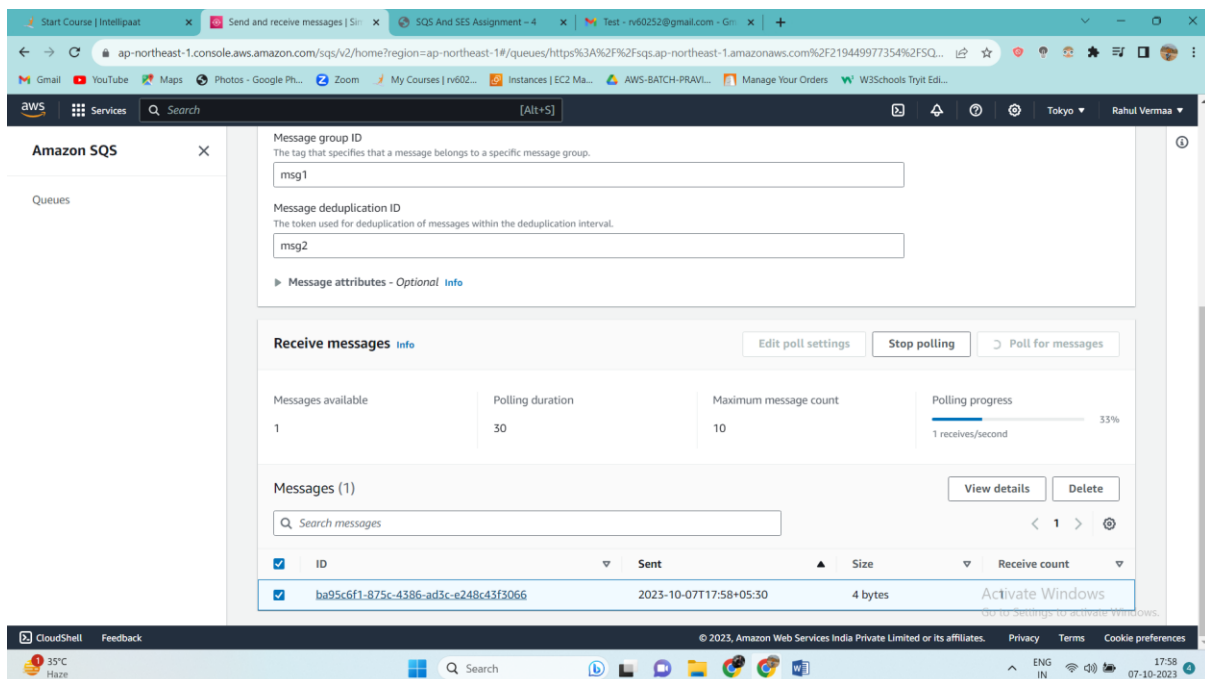 Start Course | Intellipaat
Send and receive messages | Sim
SQS And SES Assignment – 4
Test - rv60252@gmail.com - Gm
ap-northeast-1.console.aws.amazon.com/sqs/v2/home?region=ap-northeast-1#/queues/https%3A%2F%2Fsqs.ap-northeast-1.amazonaws.com%2F219449977354%2FSQ...
Gmail YouTube Maps Photos - Google Ph... Zoom My Courses | rv602... Instances | EC2 Ma... AWS-BATCH-PRAVI... Manage Your Orders W3Schools Tryit Edi...
aws Services Search [Alt+S] Tokyo ▼ Rahul Vermaa ▼
Amazon SQS
Queues
Message group ID
The tag that specifies that a message belongs to a specific message group.
msg1
Message deduplication ID
The token used for deduplication of messages within the deduplication interval.
msg2
Message attributes - Optional Info
Receive messages Info Edit poll settings Stop polling Poll for messages
Messages available Polling duration Maximum message count Polling progress
1 30 10 33%
1 receives/second
Messages (1) View details Delete
Search messages 1
ID Sent Size Receive count
ba95c6f1-875c-4386-ad3c-e248c43f3066 2023-10-07T17:58+05:30 4 bytes
Activate Windows
Go to Settings to activate Windows.
CloudShell Feedback © 2023, Amazon Web Services India Private Limited or its affiliates. Privacy Terms Cookie preferences
1 35°C Search ENG 17:58
Haze IN 07-10-2023 4